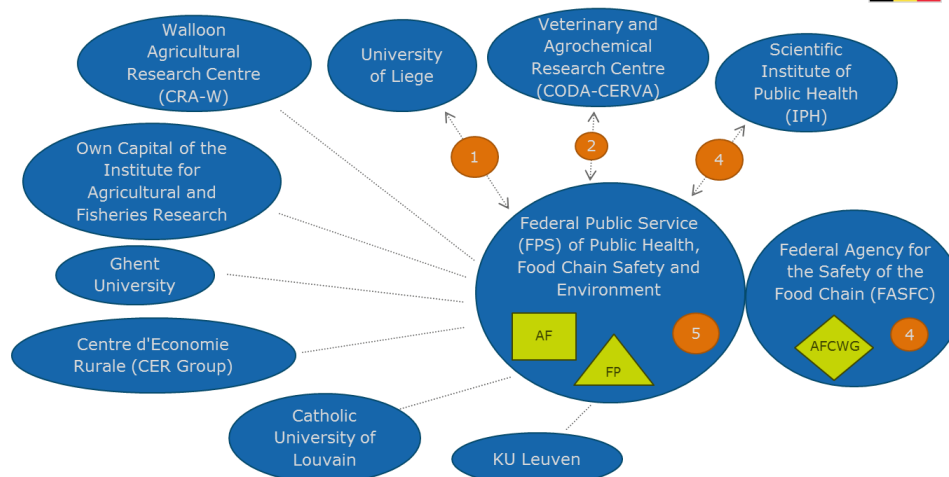 Walloon
Agricultural
Research Centre
(CRA-W)
University
of Liege
Veterinary and
Agrochemical
Research Centre
(CODA-CERVA)
Scientific
Institute of
Public Health
(IPH)
1
2
4
Own Capital of the
Institute for
Agricultural and
Fisheries Research
Ghent
University
Centre d'Economie
Rurale (CER Group)
Catholic
University of
Louvain
KU Leuven
Federal Public Service
(FPS) of Public Health,
Food Chain Safety and
Environment
AF
FP
5
Federal Agency for
the Safety of the
Food Chain (FASFC)
AFCWG
4